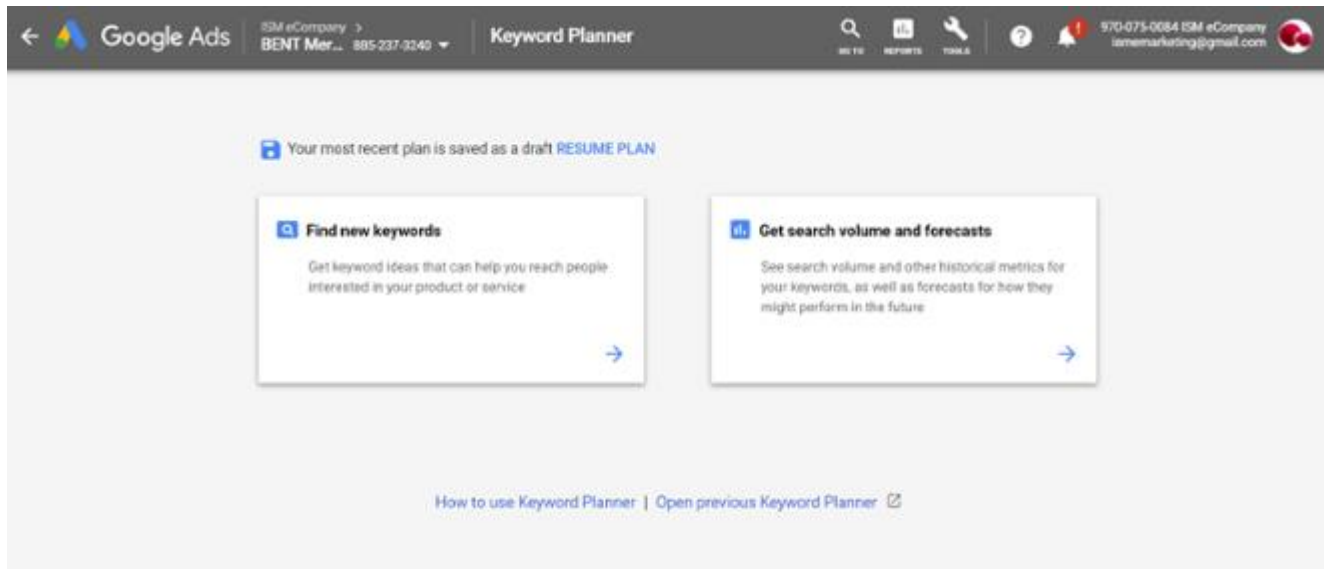 Google Ads
ISM eCompany >
BENT Mer... 885-237-3240
Keyword Planner
GO TO
REPORTS
TOOLS
?
!
970-075-0084 ISM eCompany
ismemarketing@gmail.com
Your most recent plan is saved as a draft RESUME PLAN
Find new keywords
Get keyword ideas that can help you reach people
interested in your product or service
Get search volume and forecasts
See search volume and other historical metrics for
your keywords, as well as forecasts for how they
might perform in the future
How to use Keyword Planner | Open previous Keyword Planner